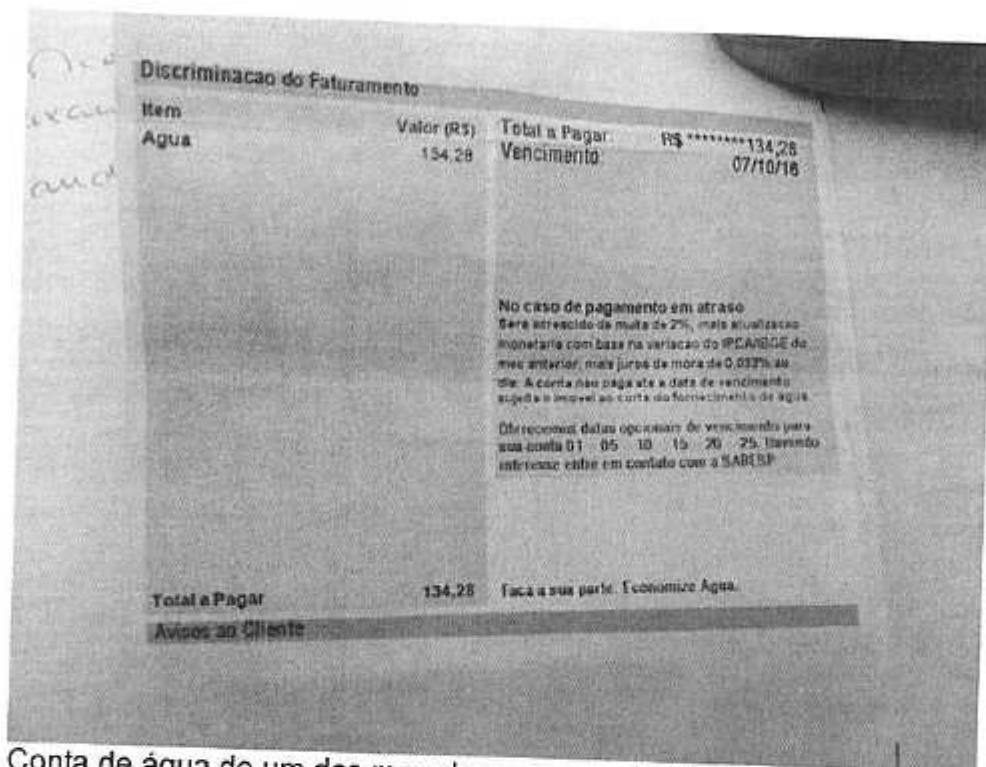 Discriminacao do Faturamento
Item Valor (R$)
Agua 134,28
Total a Pagar
134,28
Total a Pagar R$ ********134,28
Vencimento 07/10/16
No caso de pagamento em atraso
Sera acrescido de multa de 2%, mais atualizacao
monetaria com base na variacao do IPCA/IBGE do
mes anterior, mais juros de mora de 0,033% ao
dia. A conta nao paga ate a data de vencimento
sujeita o imovel ao corte do fornecimento de agua.
Oferecemos datas opcionais de vencimento para
sua conta 01 05 10 15 20 25. Havendo
interesse entre em contato com a SABESP
Faca a sua parte. Economize Agua.
Avisos ao Cliente
Conta de água de um dos